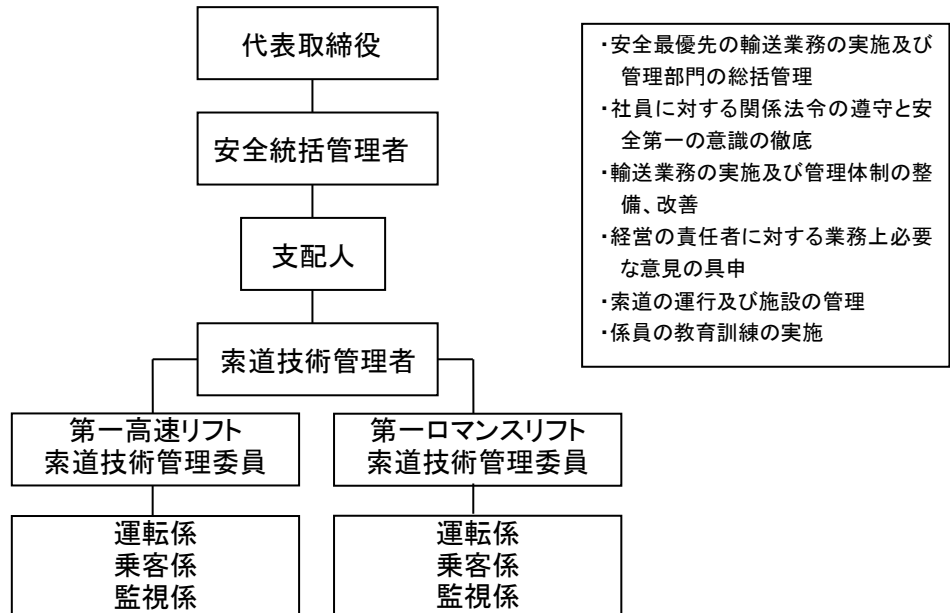 代表取締役
安全統括管理者
支配人
索道技術管理者
第一高速リフト
索道技術管理委員
運転係
乗客係
監視係
第一ロマンスリフト
索道技術管理委員
運転係
乗客係
監視係
・安全最優先の輸送業務の実施及び
管理部門の総括管理
・社員に対する関係法令の遵守と安
全第一の意識の徹底
・輸送業務の実施及び管理体制の整
備、改善
・経営の責任者に対する業務上必要
な意見の具申
・索道の運行及び施設の管理
・係員の教育訓練の実施